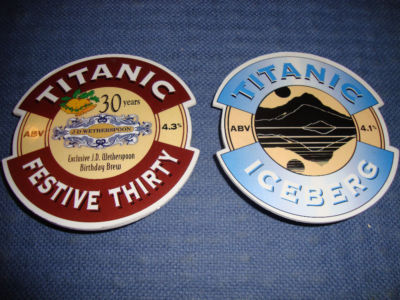 TITANIC
30 years
J.D. WETHERSPOON
ABV 4.3%
Exclusive J.D. Wetherspoon
Birthday Brew
FESTIVE THIRTY
TITANIC
ABV 4.1%
ICEBERG